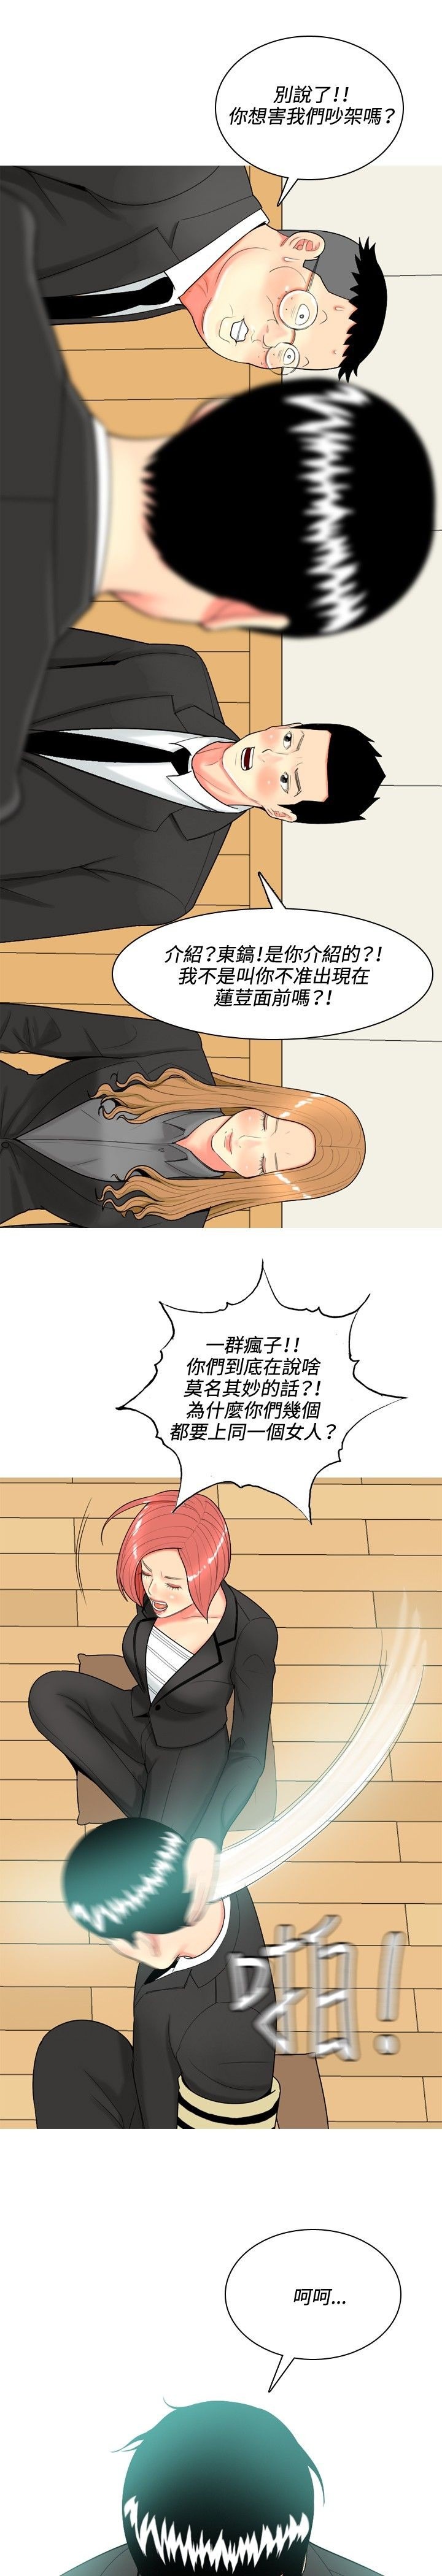 別說了!!
你想害我們吵架嗎?
介紹?東鎬!是你介紹的?!
我不是叫你不准出現在
蓮荳面前嗎?!
一群瘋子!!
你們到底在說啥
莫名其妙的話?!
為什麼你們幾個
都要上同一個女人?
啪!
呵呵...